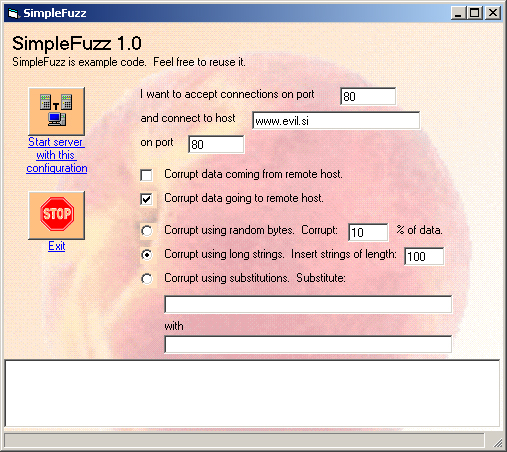 SimpleFuzz
SimpleFuzz 1.0
SimpleFuzz is example code. Feel free to reuse it.
I want to accept connections on port 80
and connect to host www.evil.si
on port 80
Start server
with this
configuration
Corrupt data coming from remote host.
Corrupt data going to remote host.
STOP
Exit
Corrupt using random bytes. Corrupt: 10 % of data.
Corrupt using long strings. Insert strings of length: 100
Corrupt using substitutions. Substitute:
with